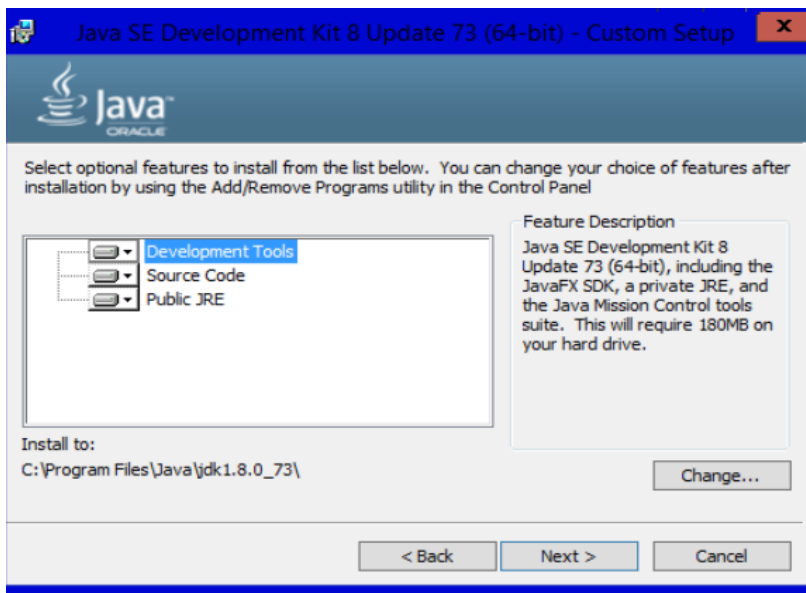 Java SE Development Kit 8 Update 73 (64-bit) - Custom Setup
x
Java™
ORACLE
Select optional features to install from the list below.  You can change your choice of features after
installation by using the Add/Remove Programs utility in the Control Panel
Development Tools
Source Code
Public JRE
Feature Description
Java SE Development Kit 8
Update 73 (64-bit), including the
JavaFX SDK, a private JRE, and
the Java Mission Control tools
suite.  This will require 180MB on
your hard drive.
Install to:
C:\Program Files\Java\jdk1.8.0_73\
Change...
< Back
Next >
Cancel